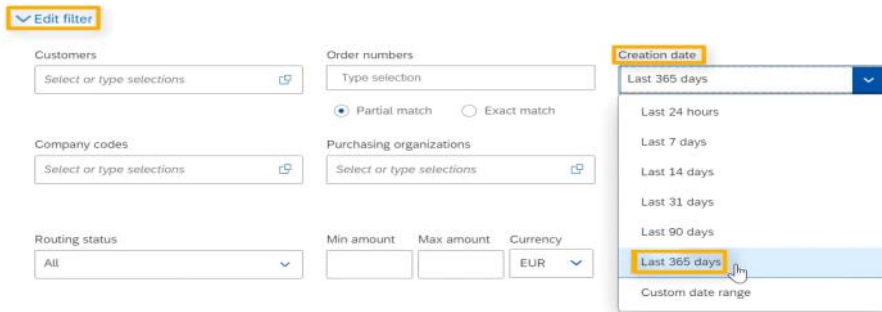 Edit filter
Customers
Order numbers
Creation date
Select or type selections
Type selection
Last 365 days
Partial match
Exact match
Last 24 hours
Last 7 days
Company codes
Purchasing organizations
Select or type selections
Select or type selections
Last 14 days
Last 31 days
Last 90 days
Routing status
Min amount
Max amount
Currency
All
EUR
Last 365 days
Custom date range